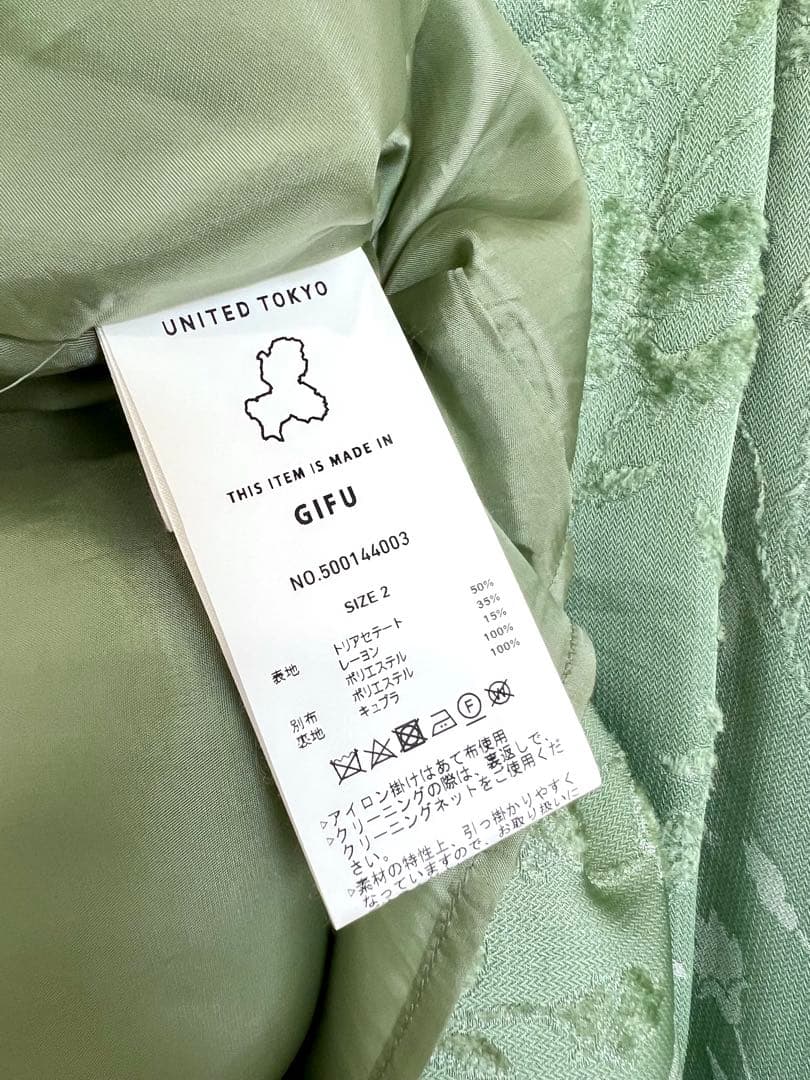 UNITED TOKYO
THIS ITEM IS MADE IN
GIFU
NO.500144003
SIZE 2
表地 トリアセテート 50%
レーヨン 35%
ポリエステル 15%
別布 ポリエステル 100%
裏地 キュプラ 100%
F W
▷アイロン掛けはあて布使用
▷クリーニングの際は、裏返しで、
クリーニングネットをご使用くだ
さい。
▷素材の特性上、引っ掛かりやすく
なっていますので、お取り扱いに